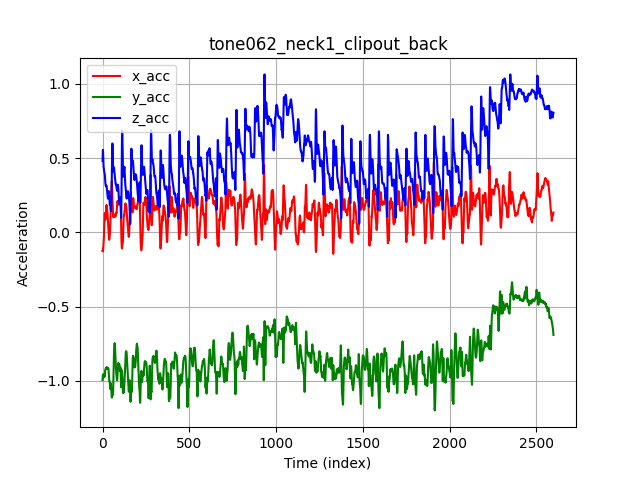 tone062_neck1_clipout_back
x_acc
y_acc
z_acc
1.0
0.5
0.0
−0.5
−1.0
Acceleration
0 500 1000 1500 2000 2500
Time (index)